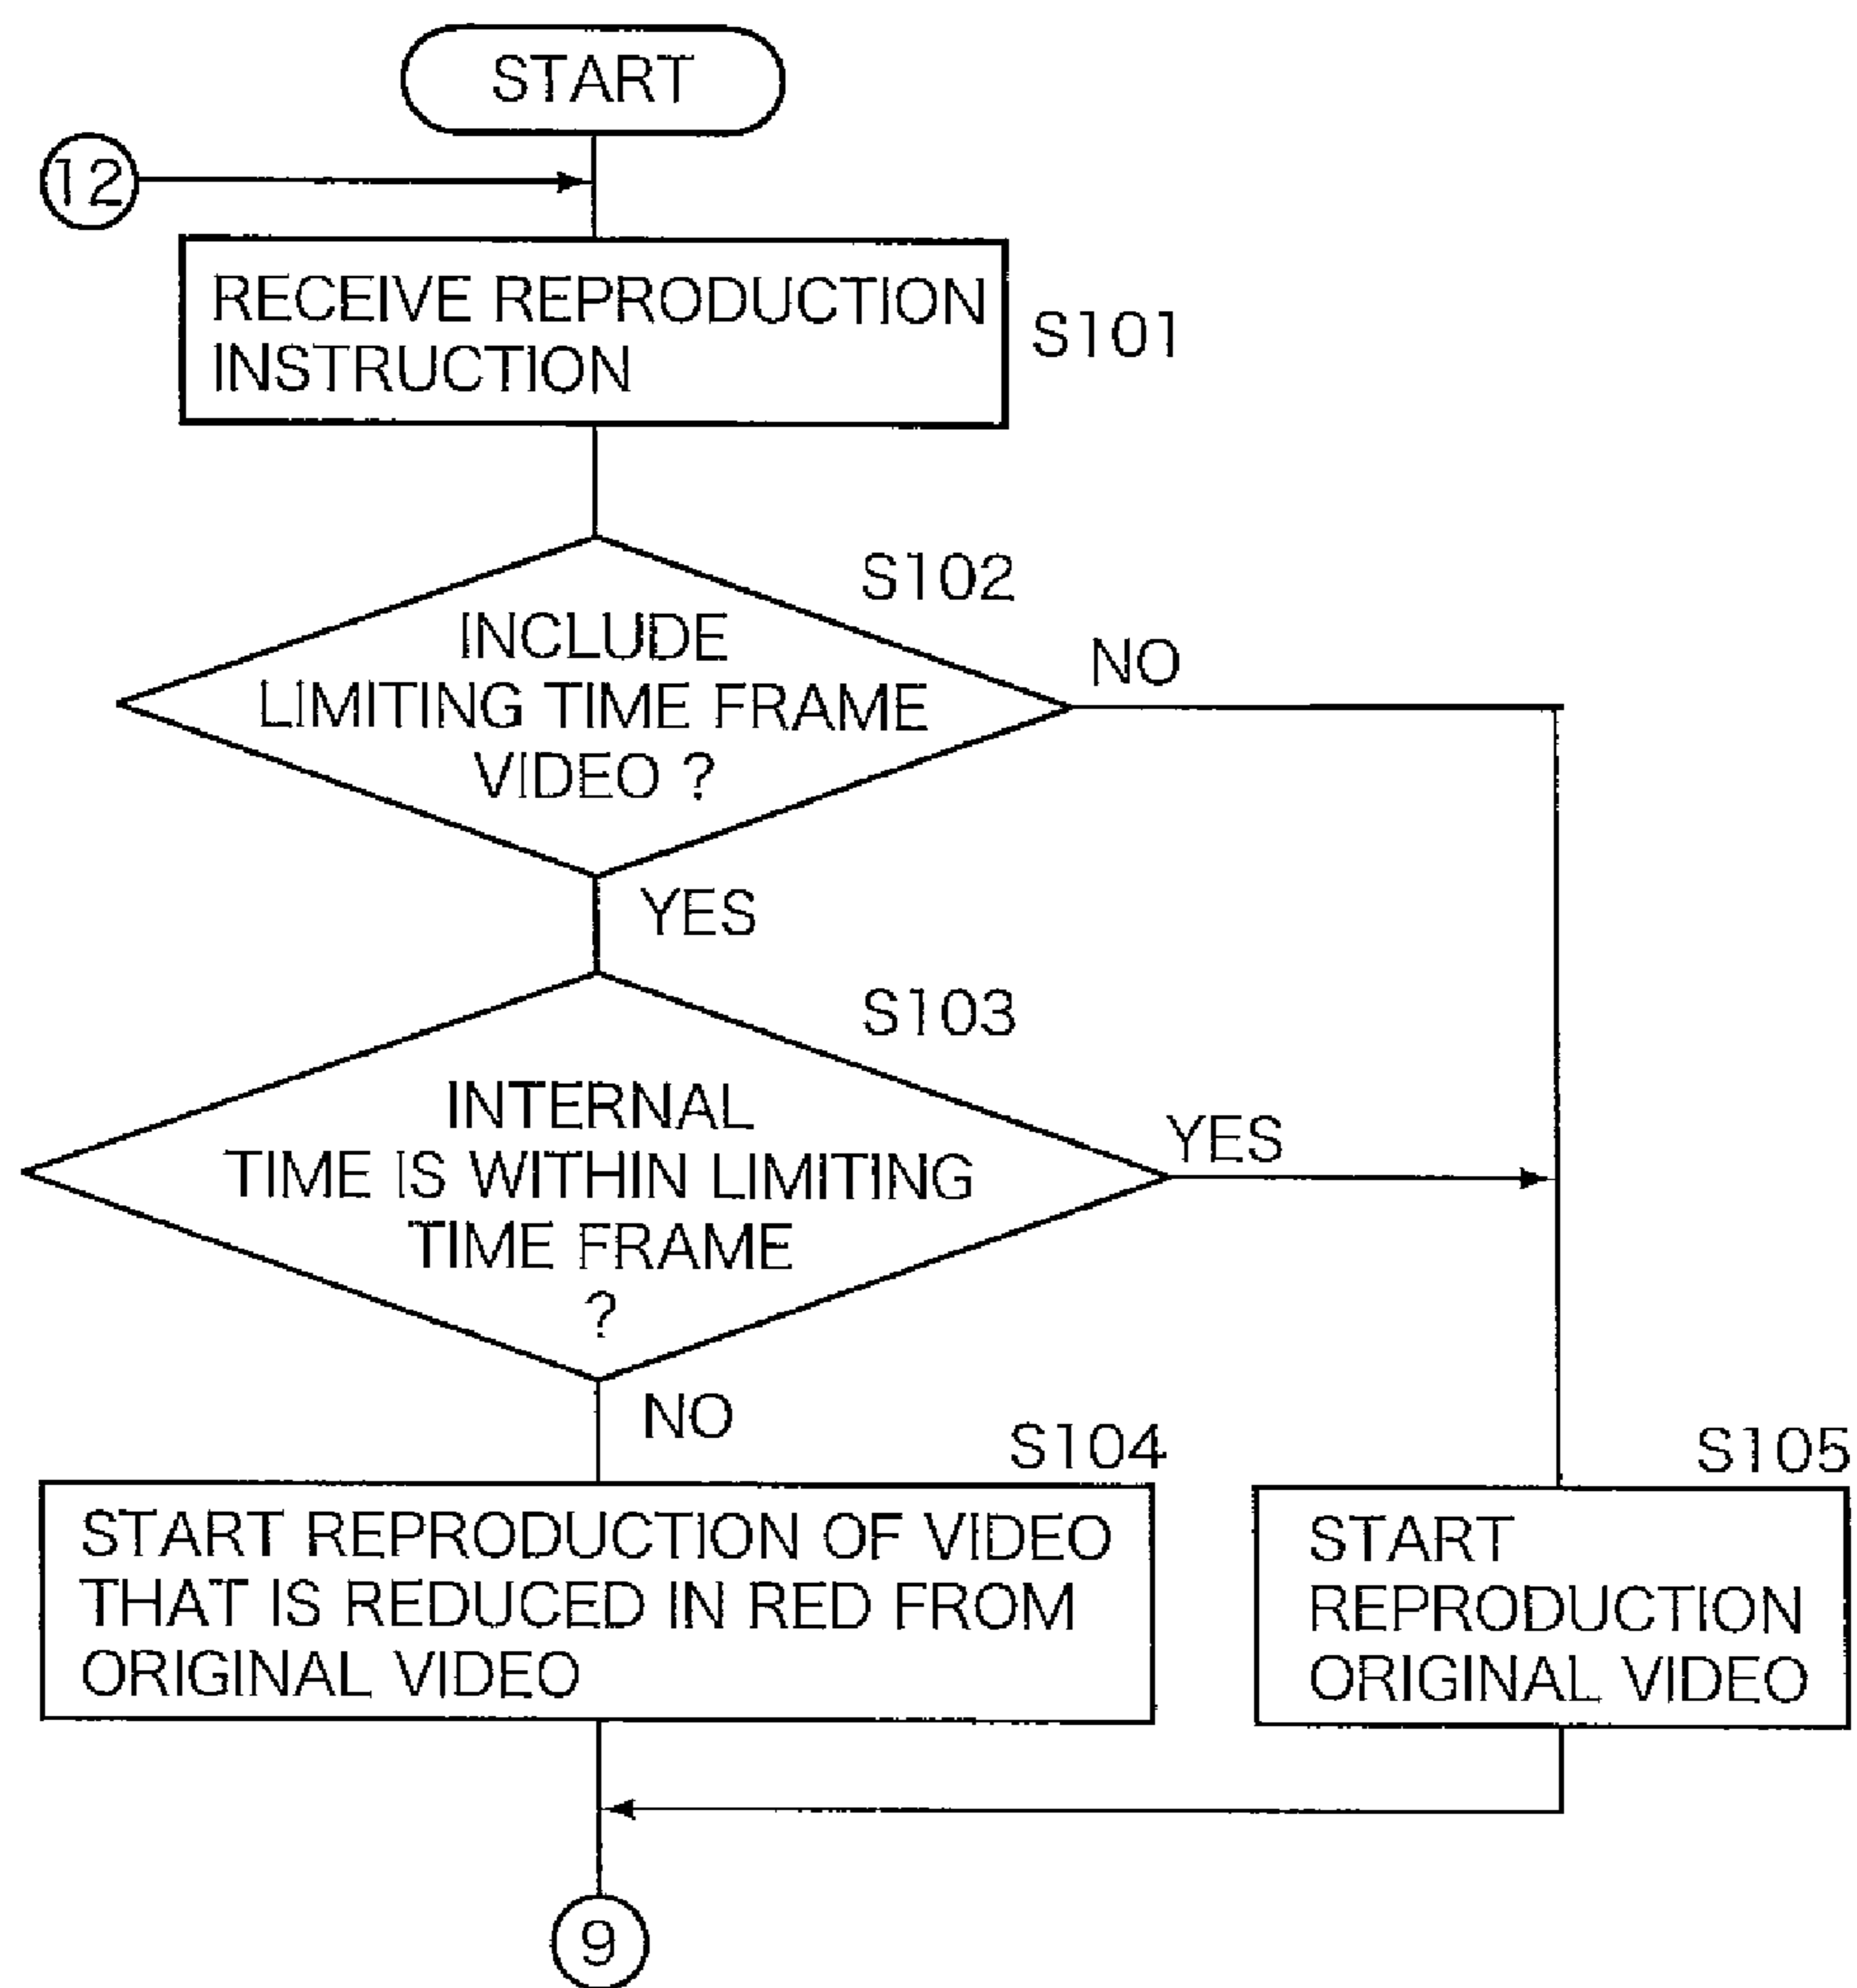 START
12
RECEIVE REPRODUCTION
INSTRUCTION
S101
S102
INCLUDE
LIMITING TIME FRAME
VIDEO ?
NO
YES
S103
INTERNAL
TIME IS WITHIN LIMITING
TIME FRAME
?
YES
NO
S104
START REPRODUCTION OF VIDEO
THAT IS REDUCED IN RED FROM
ORIGINAL VIDEO
S105
START
REPRODUCTION
ORIGINAL VIDEO
9